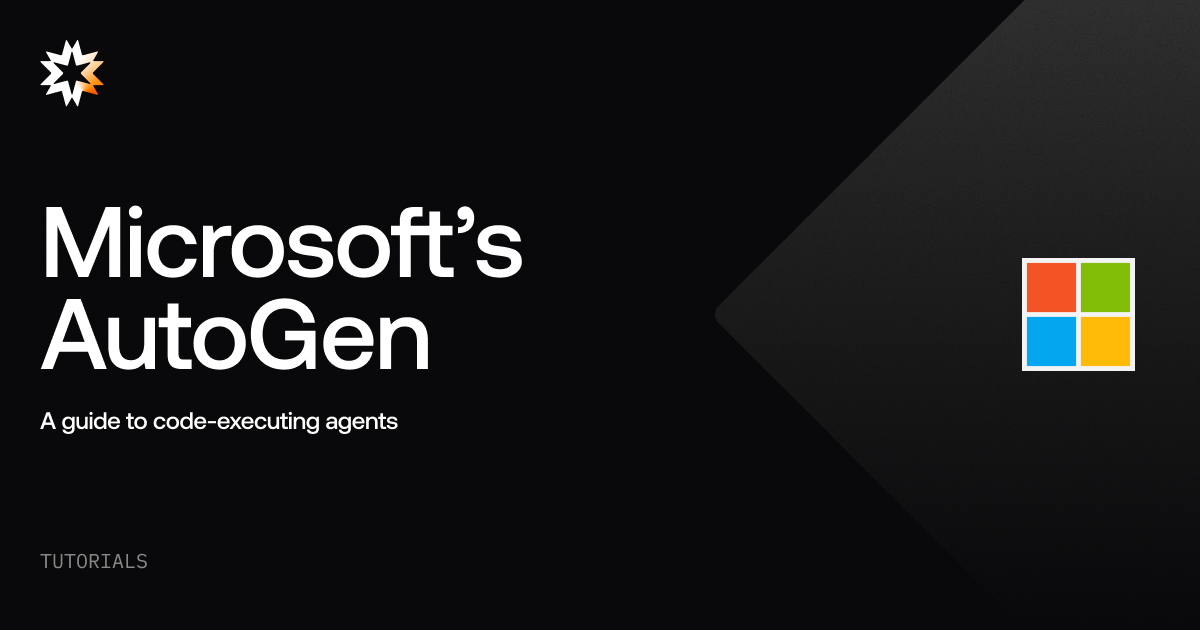 Microsoft’s
AutoGen
A guide to code-executing agents
TUTORIALS